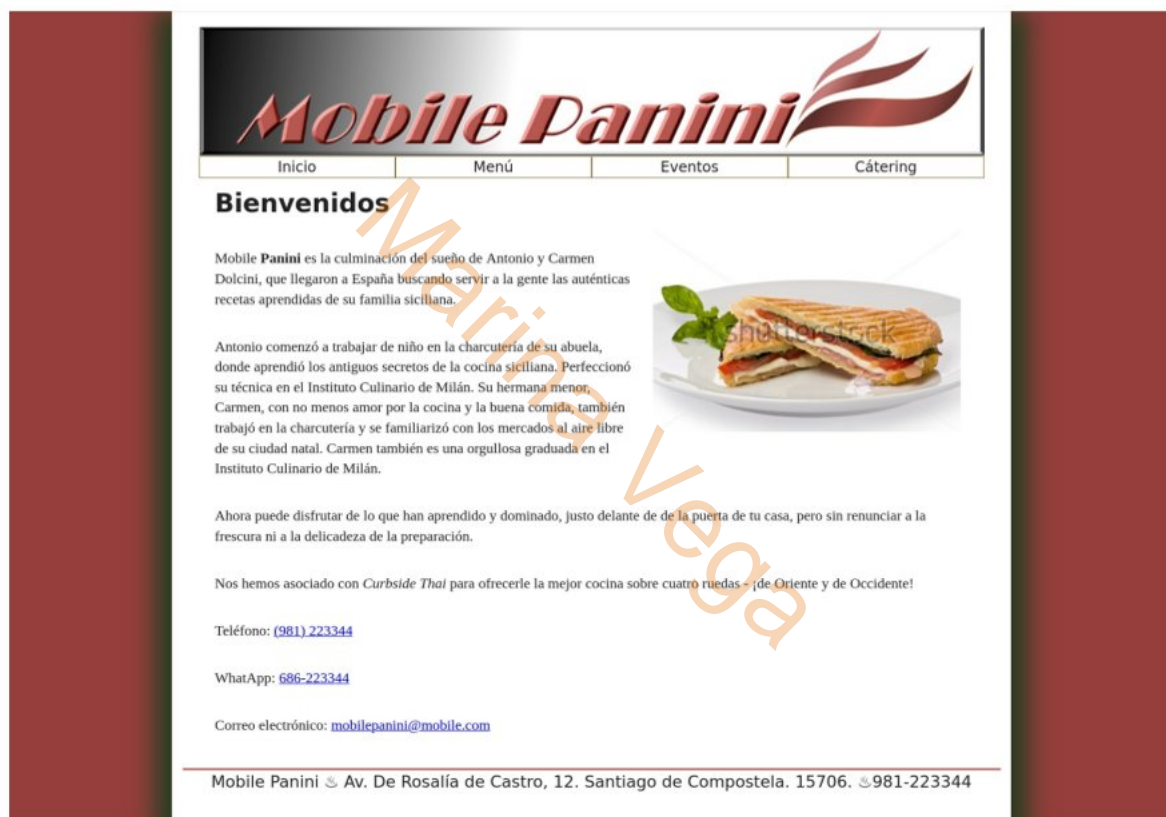 Mobile Panini
Inicio Menú Eventos Cátering
Bienvenidos
Mobile Panini es la culminación del sueño de Antonio y Carmen
Dolcini, que llegaron a España buscando servir a la gente las auténticas
recetas aprendidas de su familia siciliana.
shutterstock
Antonio comenzó a trabajar de niño en la charcutería de su abuela,
donde aprendió los antiguos secretos de la cocina siciliana. Perfeccionó
su técnica en el Instituto Culinario de Milán. Su hermana menor,
Carmen, con no menos amor por la cocina y la buena comida, también
trabajó en la charcutería y se familiarizó con los mercados al aire libre
de su ciudad natal. Carmen también es una orgullosa graduada en el
Instituto Culinario de Milán.
Ahora puede disfrutar de lo que han aprendido y dominado, justo delante de de la puerta de tu casa, pero sin renunciar a la
frescura ni a la delicadeza de la preparación.
Nos hemos asociado con Curbside Thai para ofrecerle la mejor cocina sobre cuatro ruedas - ¡de Oriente y de Occidente!
Teléfono: (981) 223344
WhatApp: 686-223344
Correo electrónico: mobilepanini@mobile.com
Mobile Panini ♨ Av. De Rosalía de Castro, 12. Santiago de Compostela. 15706. ♨981-223344
Marina Vega